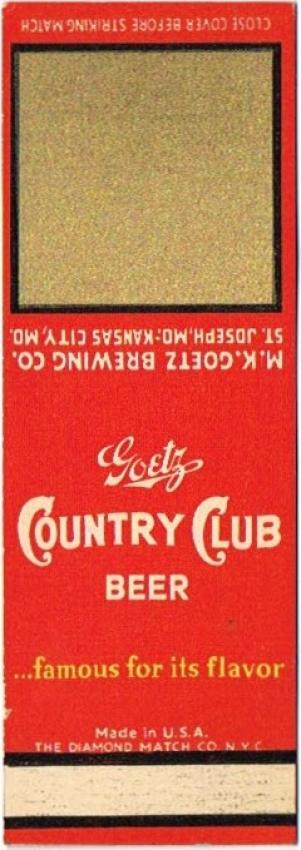 CLOSE COVER BEFORE STRIKING MATCH
M.K.GOETZ BREWING CO.
ST. JOSEPH,MO.-KANSAS CITY, MO.
Goetz
COUNTRY CLUB
BEER
...famous for its flavor
Made in U.S.A.
THE DIAMOND MATCH CO. N.Y.C.